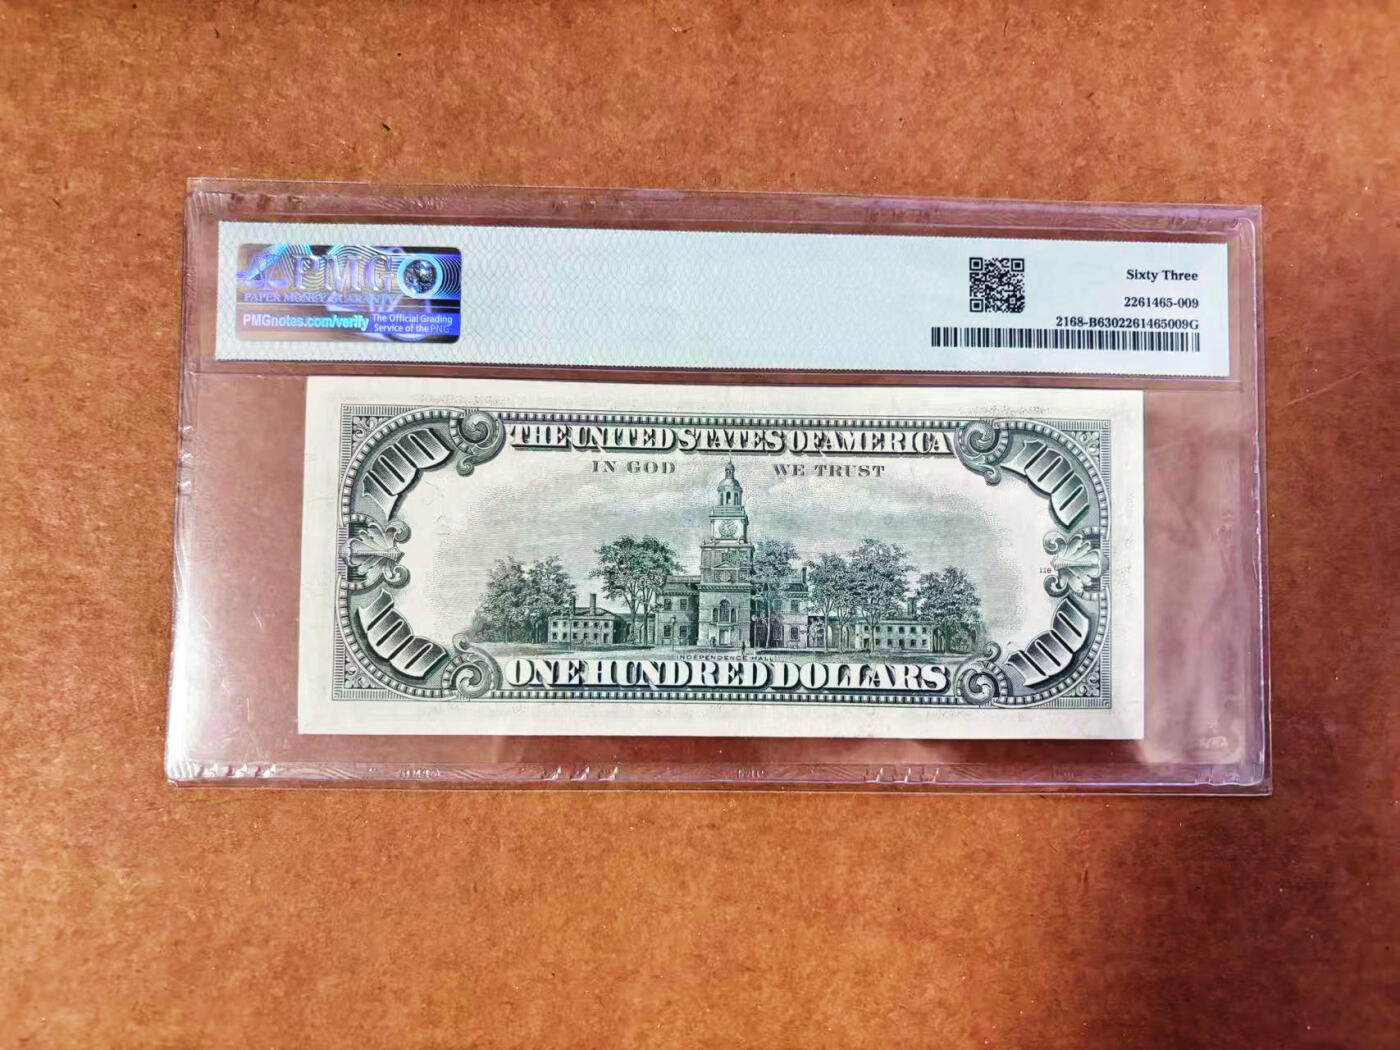 PMG
PAPER MONEY GUARANTY
PMGnotes.com/verify
The Official Grading
Service of the PNG
Sixty Three
2261465-009
2168-B6302261465009G
THE UNITED STATES OF AMERICA
IN GOD WE TRUST
100
100
118
100
100
INDEPENDENCE HALL
ONE HUNDRED DOLLARS